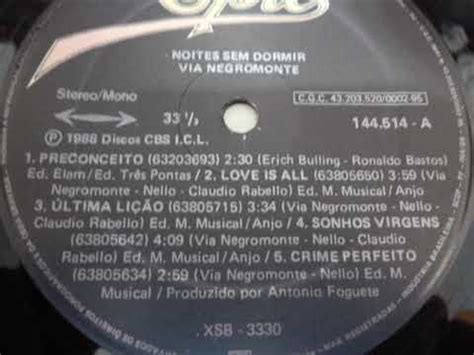 Epic
NOITES SEM DORMIR
VIA NEGROMONTE
Stereo/Mono
33 1/3
C.G.C. 43.203.520/0002-95
144.514 - A
Ⓟ 1988 Discos CBS I.C.L.
1. PRECONCEITO (63203693) 2:30 (Erich Bulling - Ronaldo Bastos)
Ed. Elam/Ed. Três Pontas / 2. LOVE IS ALL (63805650) 3:59 (Via
Negromonte - Nello - Claudio Rabello) Ed. M. Musical/Anjo
3. ÚLTIMA LIÇÃO (63805715) 3:34 (Via Negromonte - Nello -
Claudio Rabello) Ed. M. Musical / Anjo / 4. SONHOS VIRGENS
(63805642) 4:09 (Via Negromonte - Nello - Claudio
Rabello) Ed. M. Musical/Anjo / 5. CRIME PERFEITO
(63805634) 2:59 (Via Negromonte - Nello) Ed. M.
Musical / Produzido por Antonio Foguete
XSB - 3330